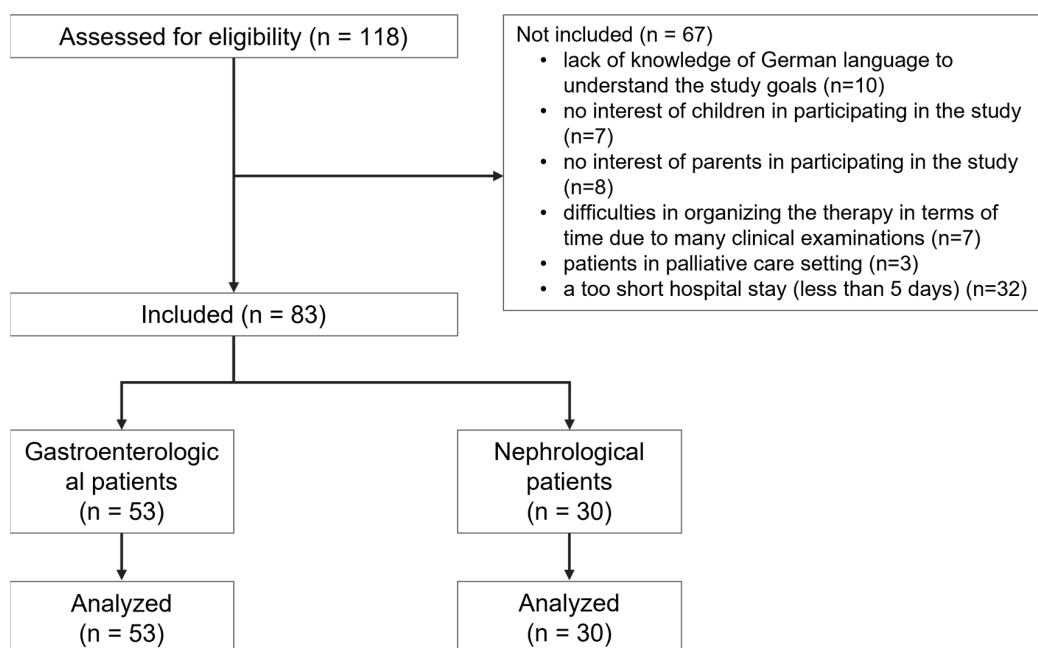 Assessed for eligibility (n = 118)
Not included (n = 67)
• lack of knowledge of German language to
understand the study goals (n=10)
• no interest of children in participating in the study
(n=7)
• no interest of parents in participating in the study
(n=8)
• difficulties in organizing the therapy in terms of
time due to many clinical examinations (n=7)
• patients in palliative care setting (n=3)
• a too short hospital stay (less than 5 days) (n=32)
Included (n = 83)
Gastroenterologic
al patients
(n = 53)
Nephrological
patients
(n = 30)
Analyzed
(n = 53)
Analyzed
(n = 30)